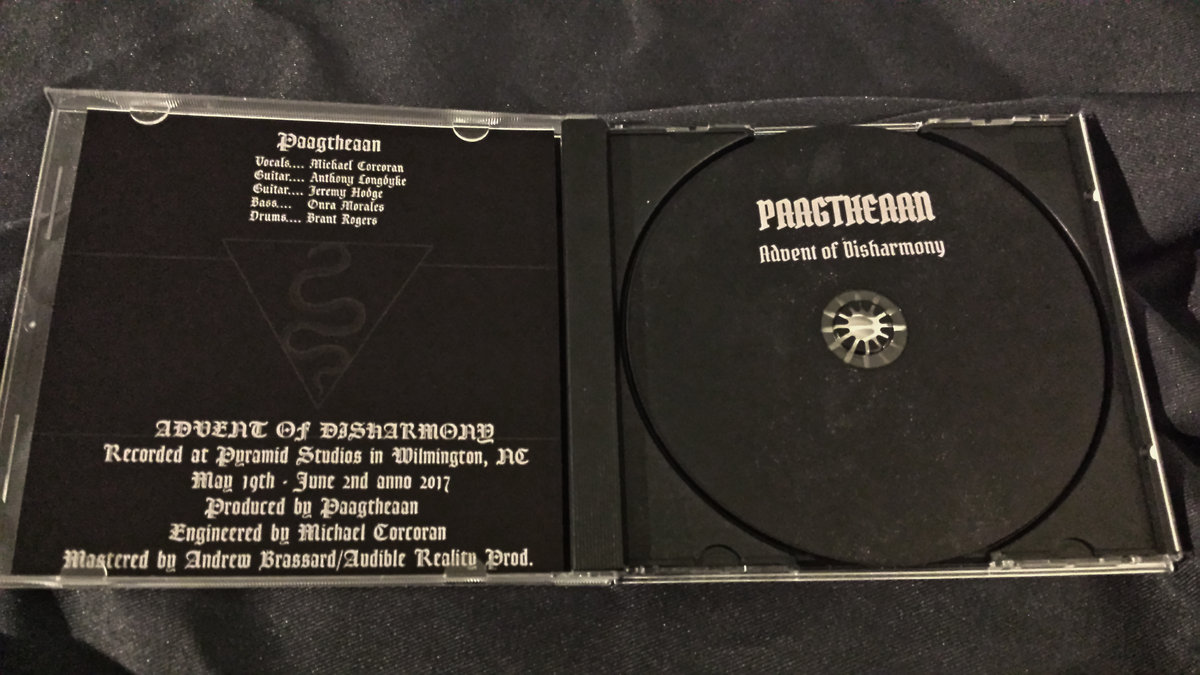 Paagtheaan
Vocals.... Michael Corcoran
Guitar.... Anthony Longdyke
Guitar.... Jeremy Hodge
Bass.... Onra Morales
Drums.... Brant Rogers
ADVENT OF DISHARMONY
Recorded at Pyramid Studios in Wilmington, NC
May 19th - June 2nd anno 2017
Produced by Paagtheaan
Engineered by Michael Corcoran
Mastered by Andrew Brassard/Audible Reality Prod.
PAAGTHEAAN
Advent of Disharmony